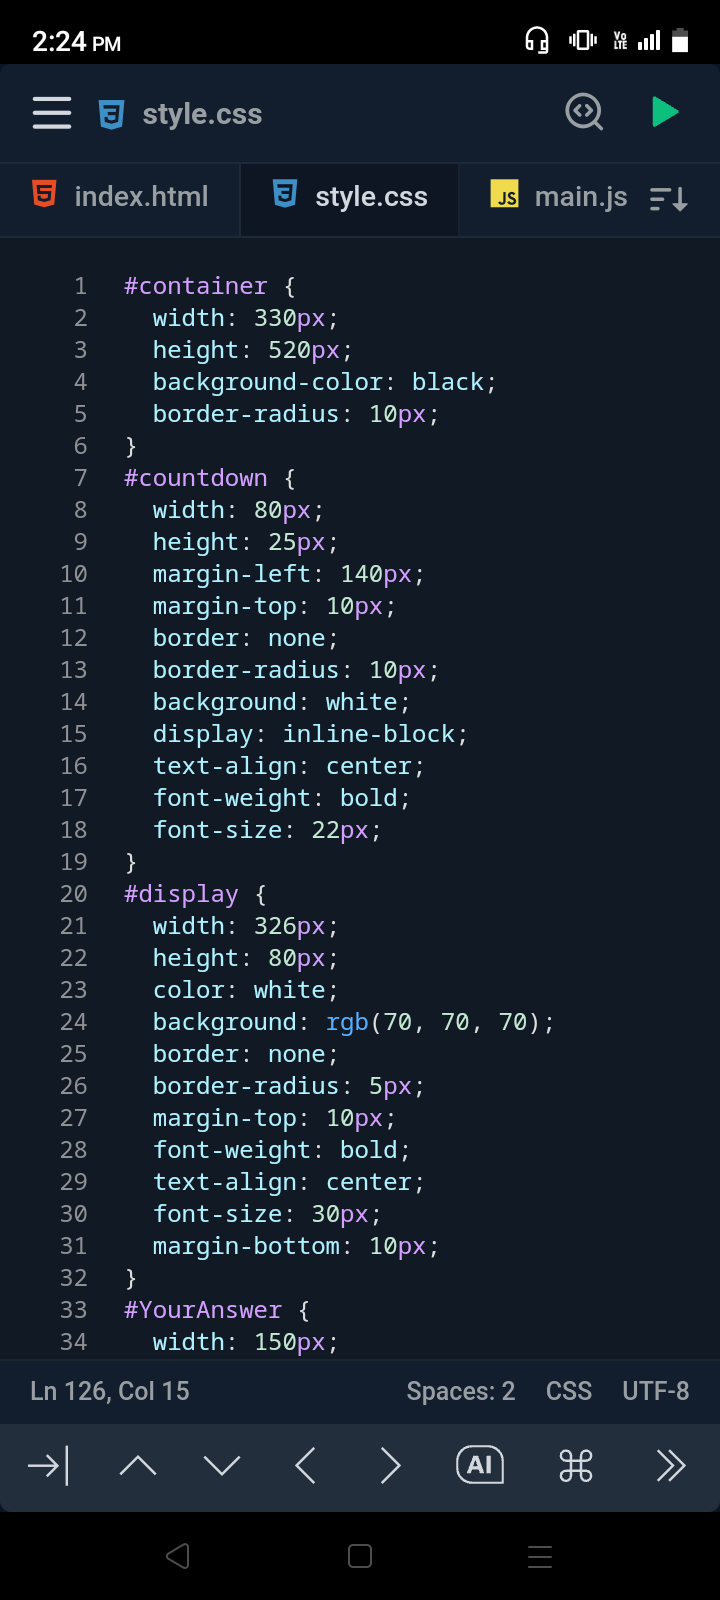 2:24 PM VO LTE
style.css
index.html style.css JS main.js
1 #container {
2   width: 330px;
3   height: 520px;
4   background-color: black;
5   border-radius: 10px;
6 }
7 #countdown {
8   width: 80px;
9   height: 25px;
10   margin-left: 140px;
11   margin-top: 10px;
12   border: none;
13   border-radius: 10px;
14   background: white;
15   display: inline-block;
16   text-align: center;
17   font-weight: bold;
18   font-size: 22px;
19 }
20 #display {
21   width: 326px;
22   height: 80px;
23   color: white;
24   background: rgb(70, 70, 70);
25   border: none;
26   border-radius: 5px;
27   margin-top: 10px;
28   font-weight: bold;
29   text-align: center;
30   font-size: 30px;
31   margin-bottom: 10px;
32 }
33 #YourAnswer {
34   width: 150px;
Ln 126, Col 15 Spaces: 2 CSS UTF-8
AI